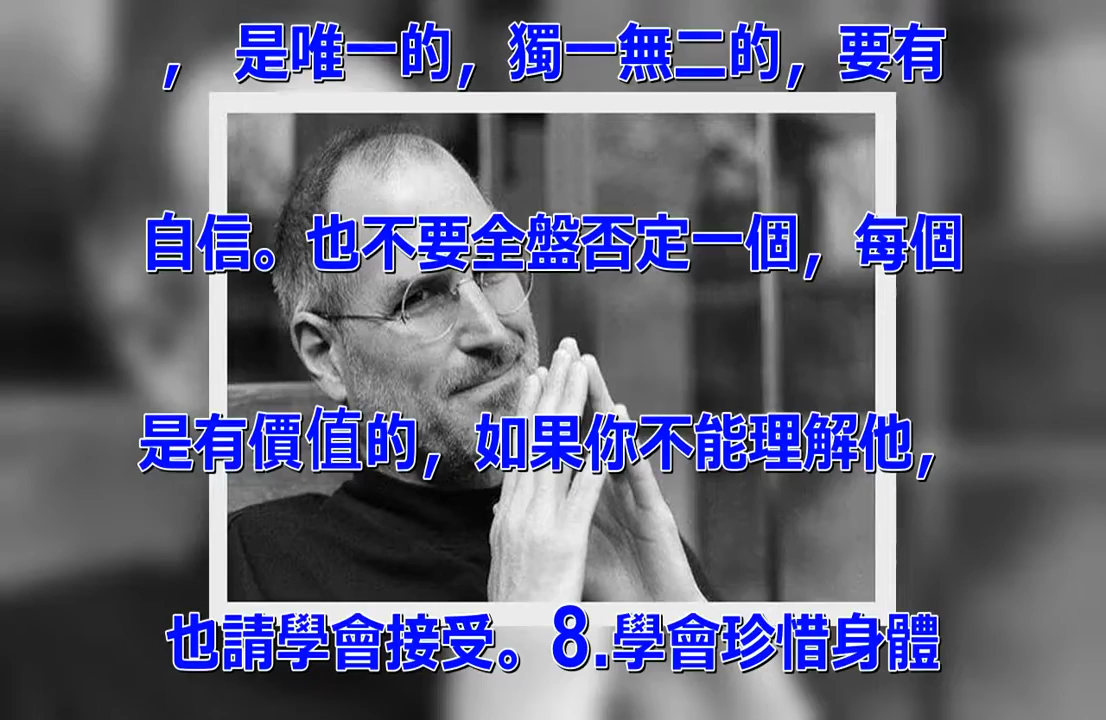 ， 是唯一的，獨一無二的，要有
自信。也不要全盤否定一個，每個
是有價值的，如果你不能理解他，
也請學會接受。8.學會珍惜身體